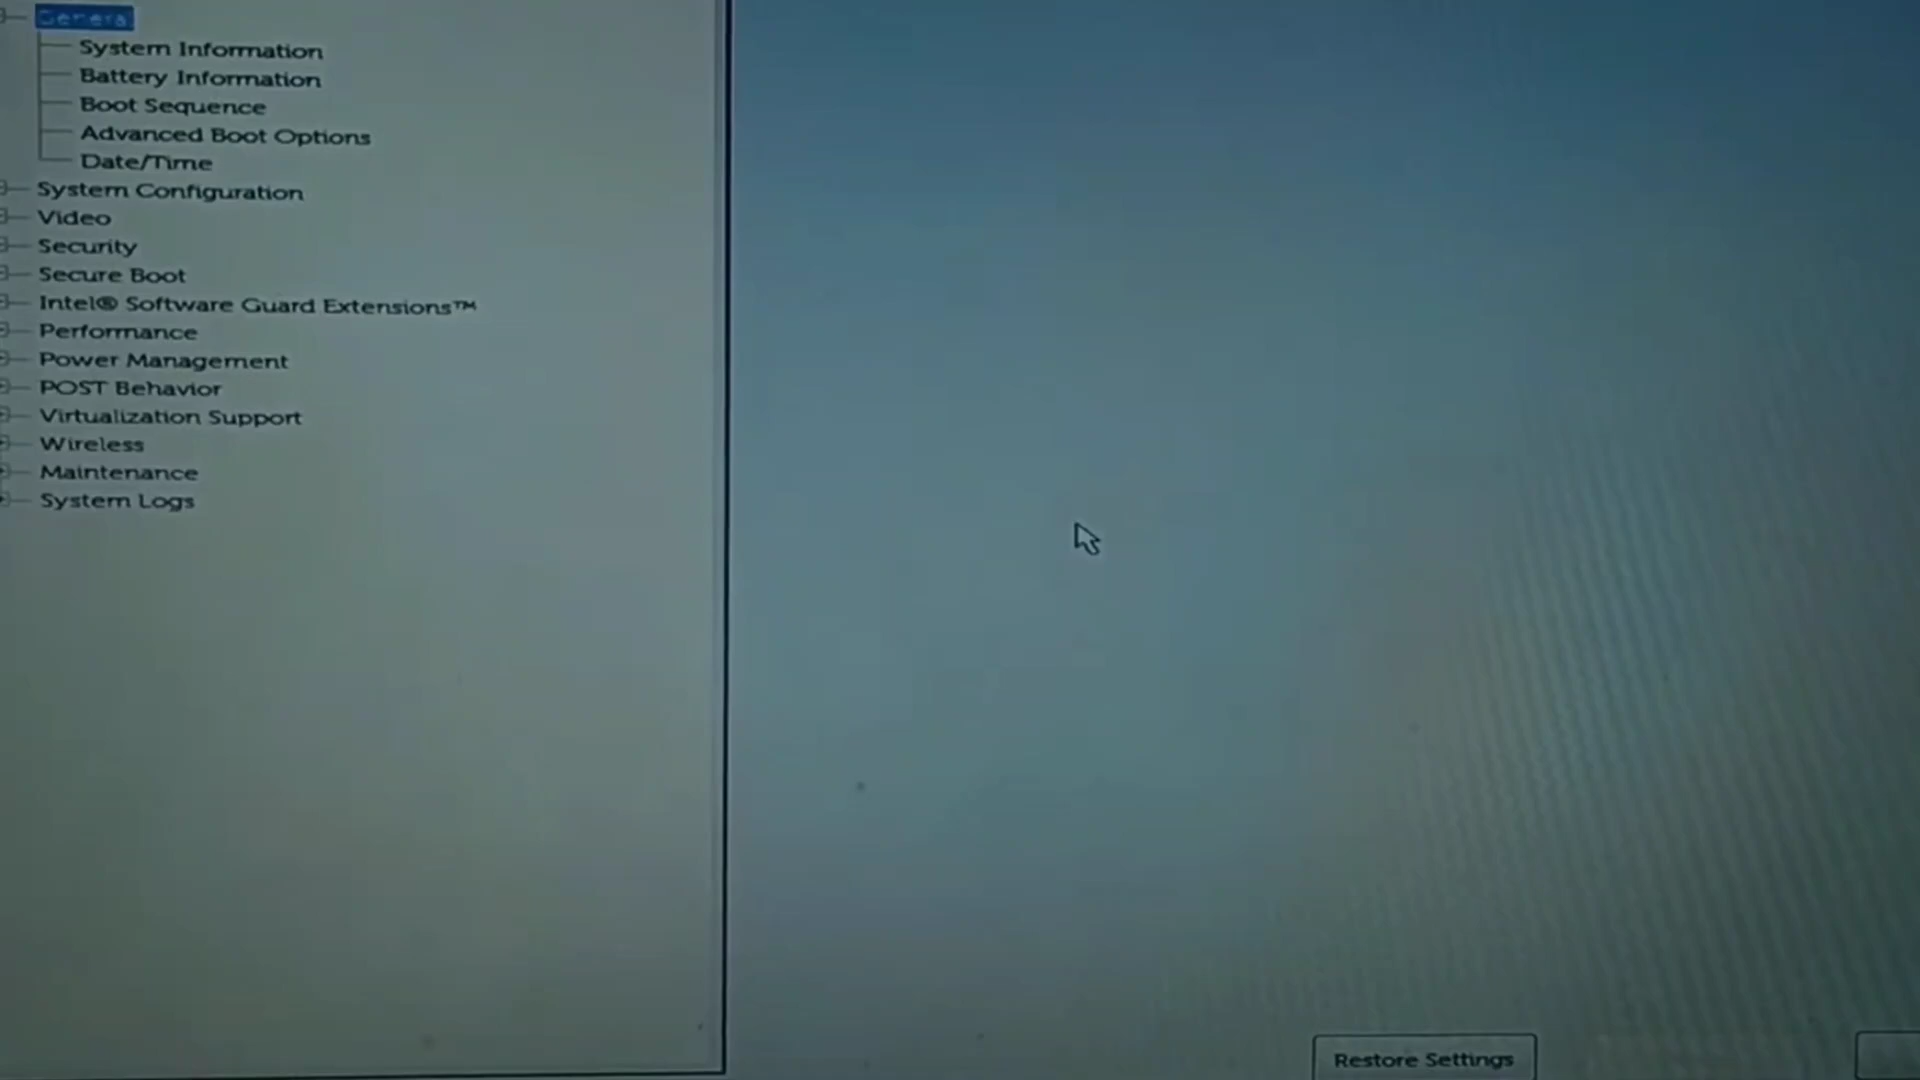 General
System Information
Battery Information
Boot Sequence
Advanced Boot Options
Date/Time
System Configuration
Video
Security
Secure Boot
Intel® Software Guard Extensions™
Performance
Power Management
POST Behavior
Virtualization Support
Wireless
Maintenance
System Logs
Restore Settings